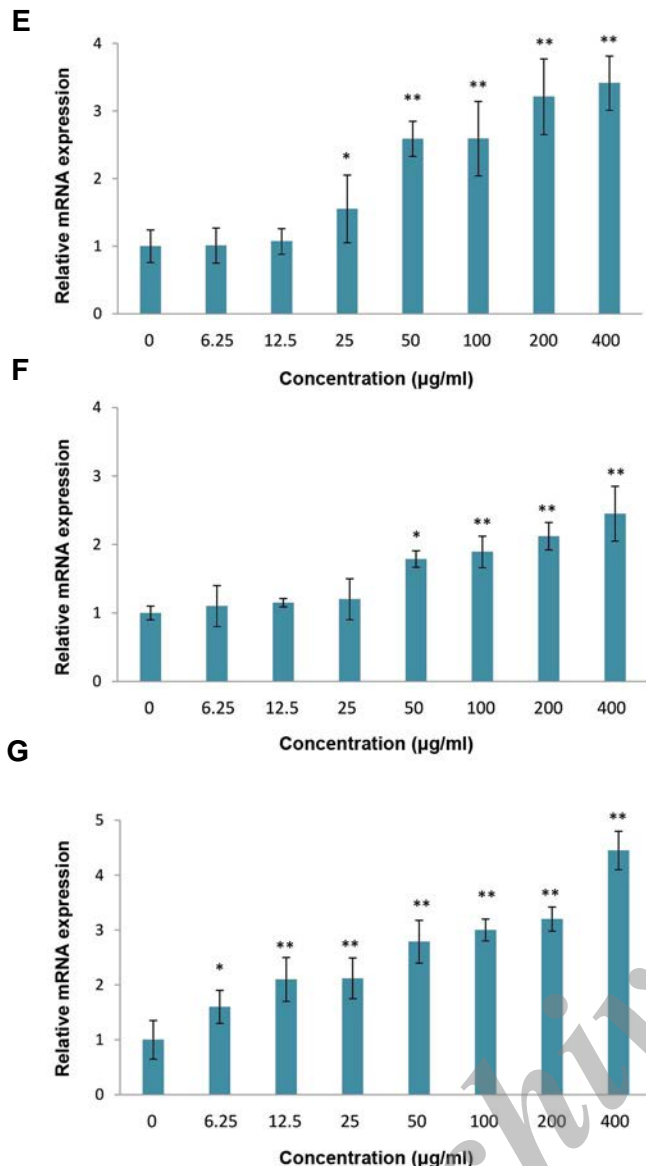 E
Relative mRNA expression
4
3
2
1
0
*
**
**
**
**
0 6.25 12.5 25 50 100 200 400
Concentration (µg/ml)
F
Relative mRNA expression
4
3
2
1
0
*
**
**
**
0 6.25 12.5 25 50 100 200 400
Concentration (µg/ml)
G
Relative mRNA expression
5
4
3
2
1
0
*
**
**
**
**
**
**
0 6.25 12.5 25 50 100 200 400
Concentration (µg/ml)